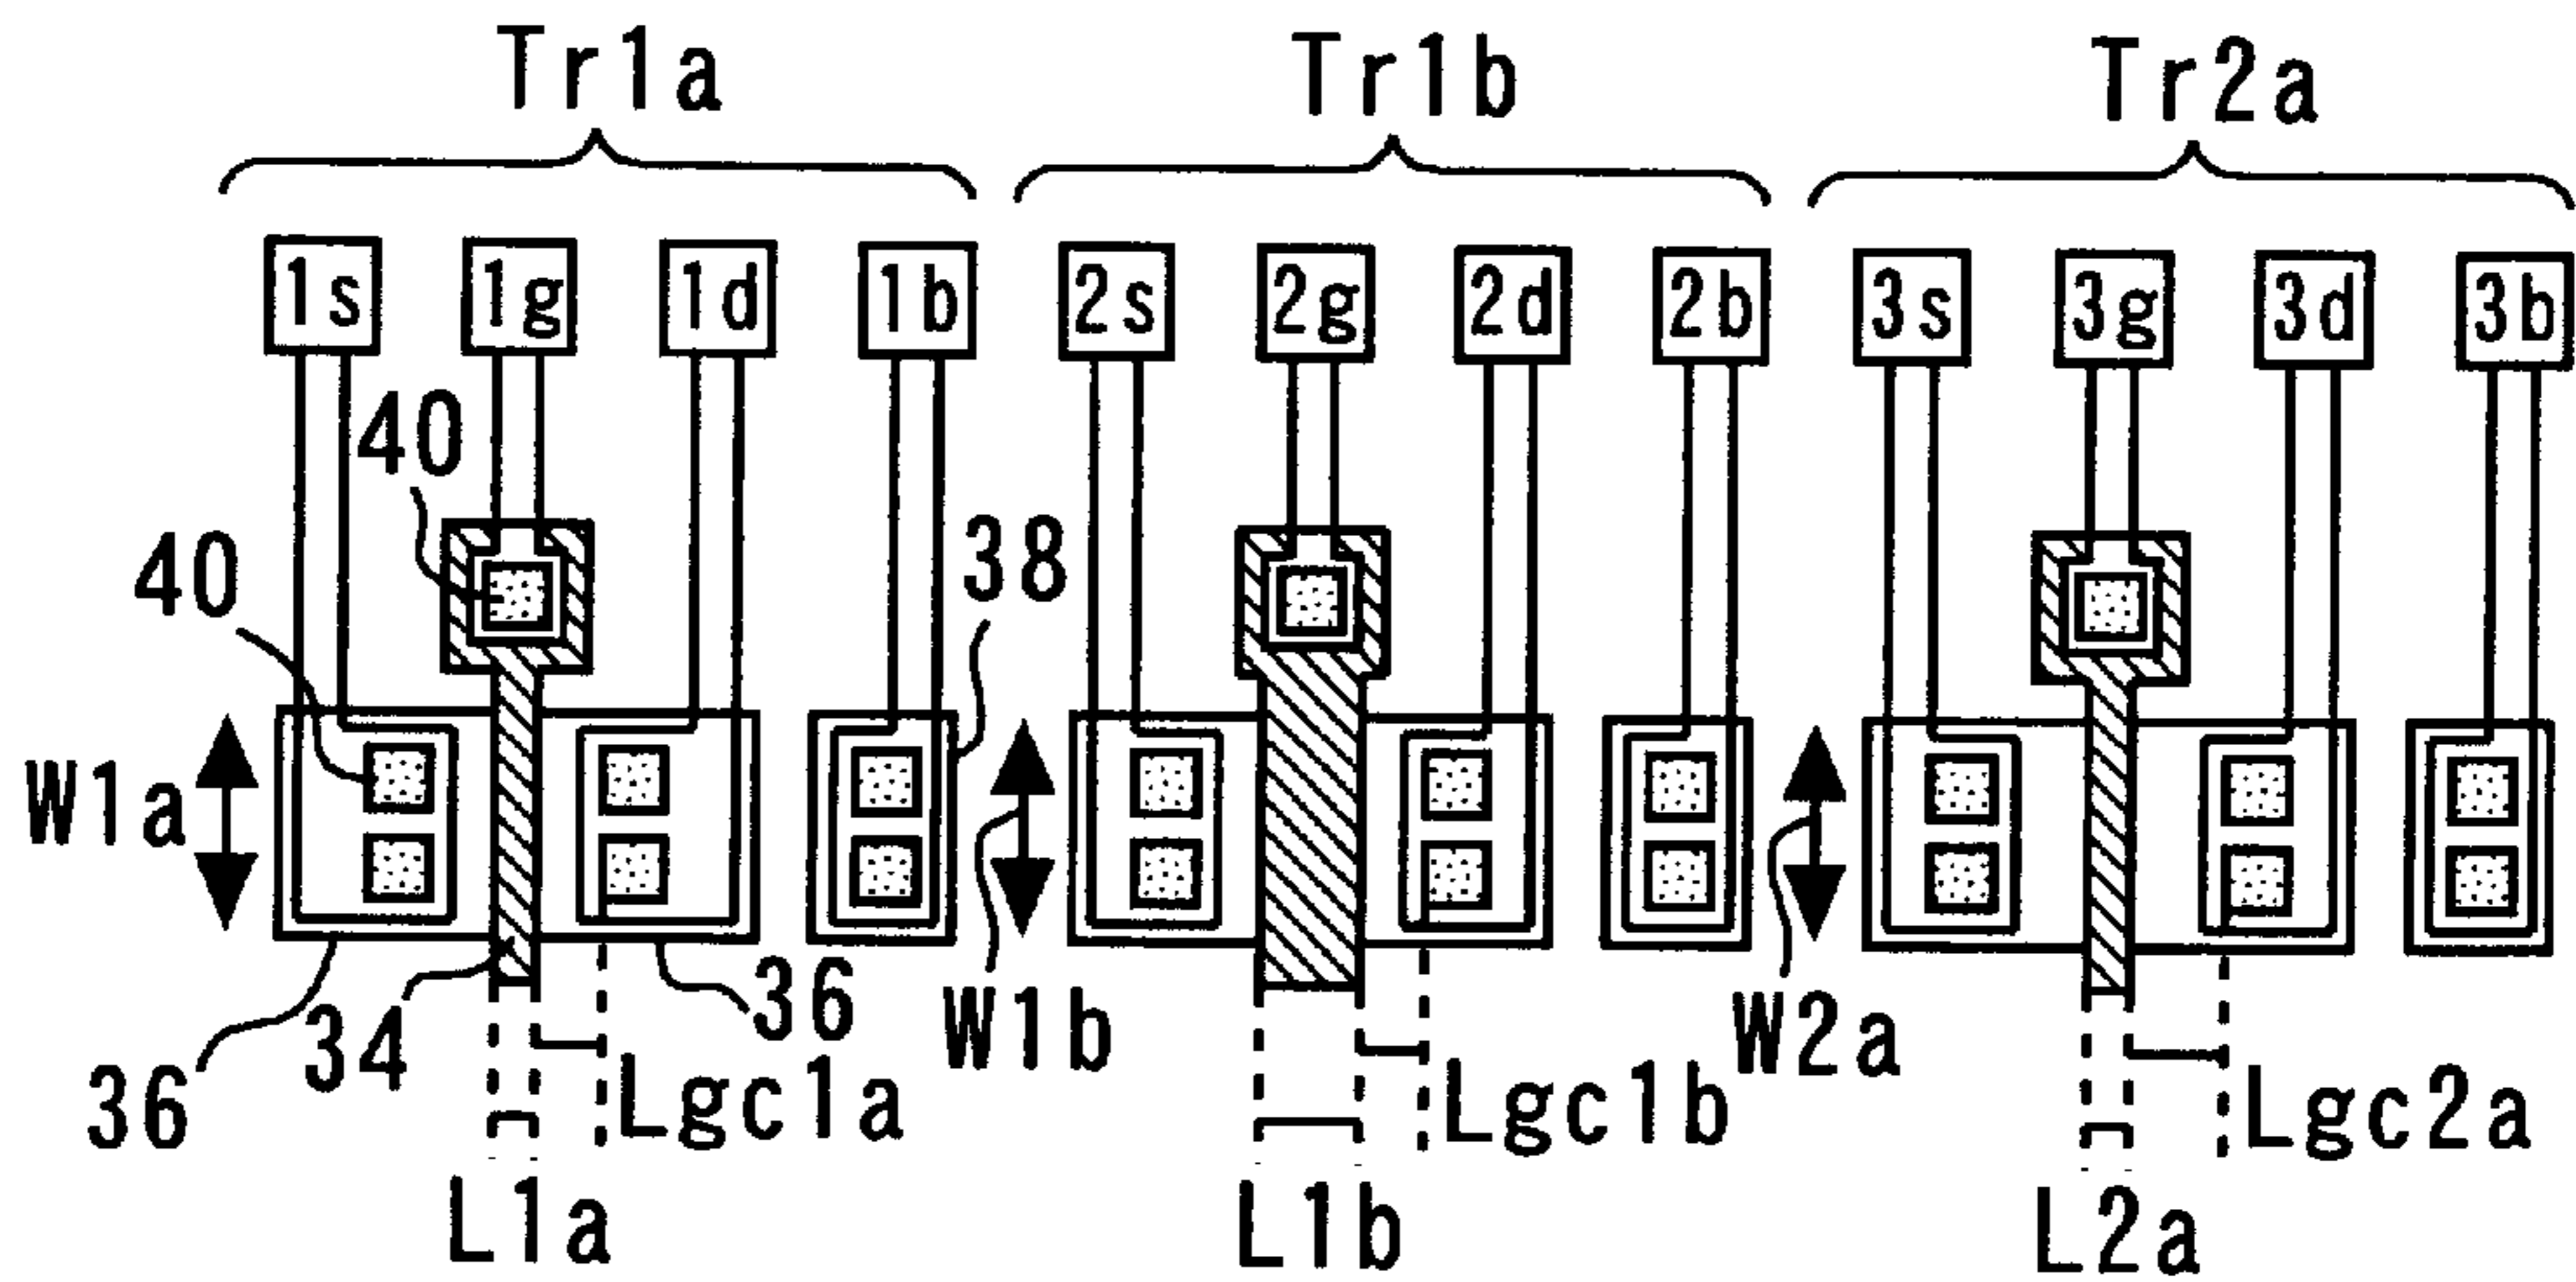 Tr1a Tr1b Tr2a
1s 1g 1d 1b 2s 2g 2d 2b 3s 3g 3d 3b
40
40 38
W1a
36 34 36 W1b W2a
Lgc1a Lgc1b Lgc2a
L1a L1b L2a